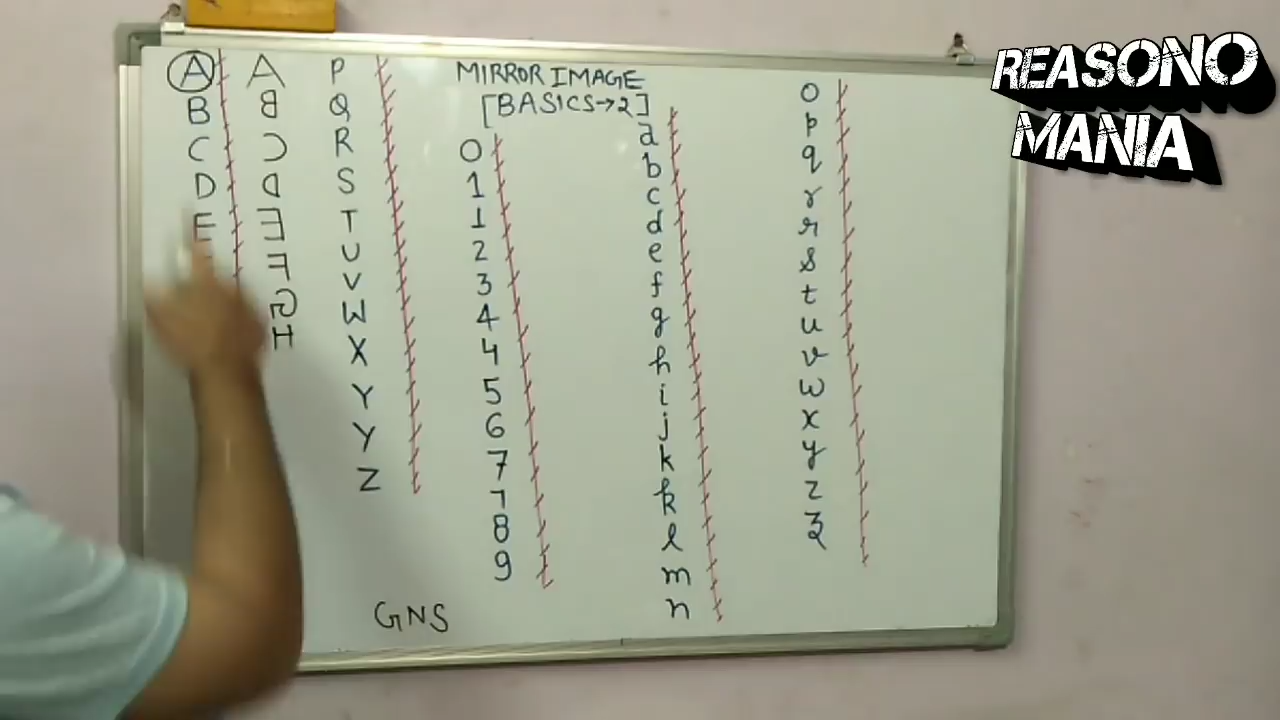 MIRROR IMAGE
[BASICS→2]
A A
B
C
D
E
H
P
Q
R
S
T
U
V
W
X
Y
Y
Z
0
1
1
2
3
4
4
5
6
7
7
8
9
a
b
c
d
e
f
g
h
i
j
k
k
l
m
n
o
p
q
r
r
s
t
u
v
w
x
y
z
z
GNS
REASONO
MANIA